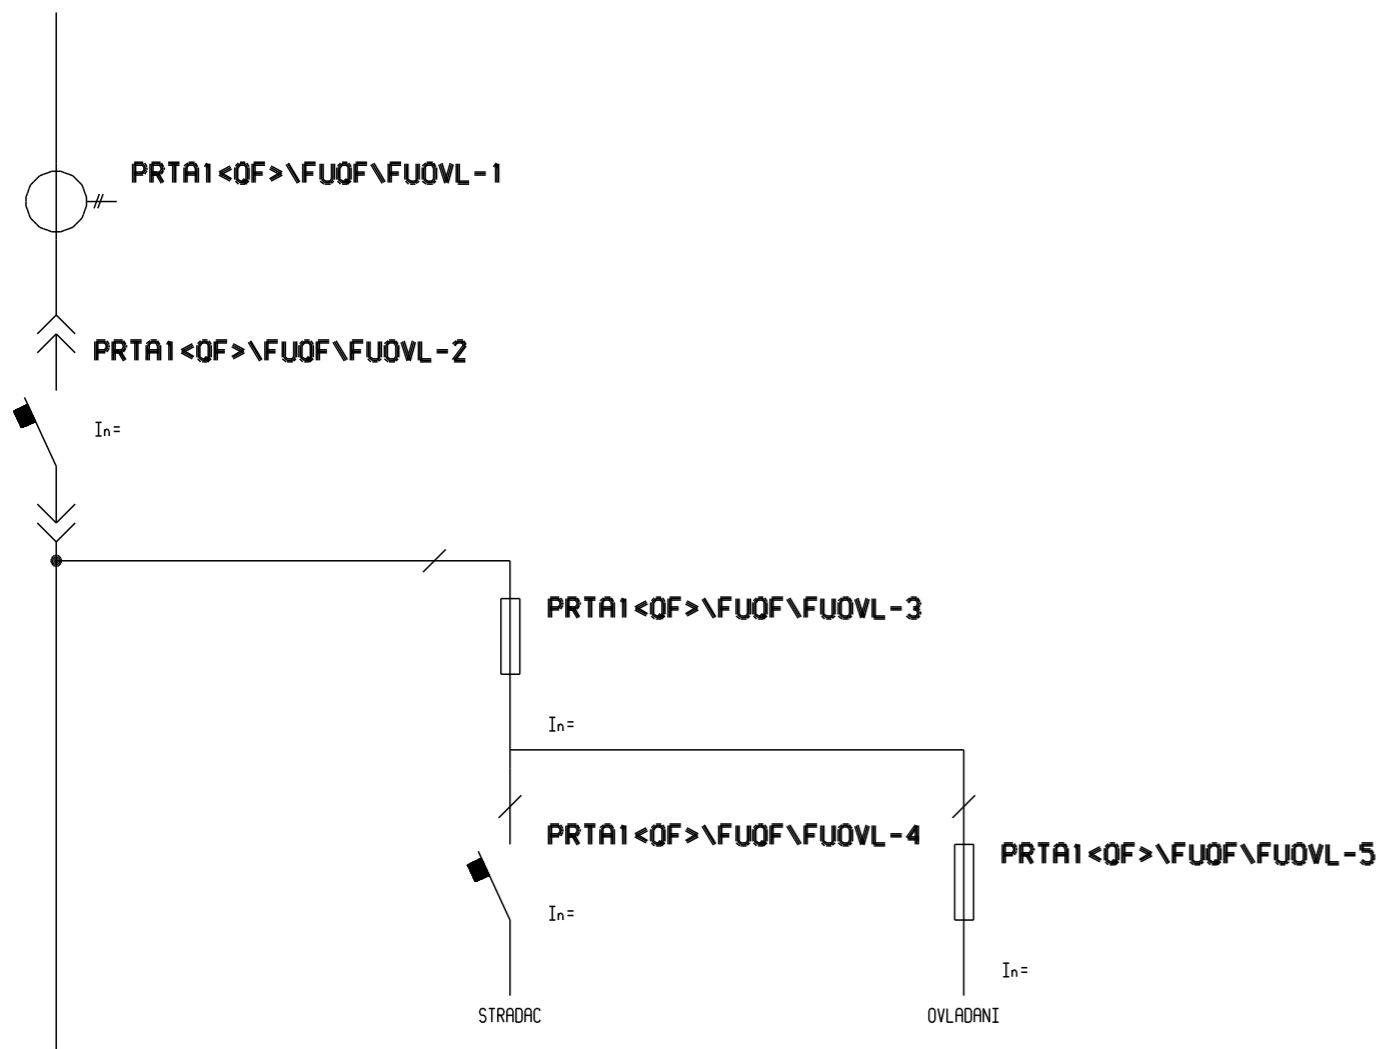 PRTA1<QF>\FUQF\FUOVL-1
PRTA1<QF>\FUQF\FUOVL-2
In=
PRTA1<QF>\FUQF\FUOVL-3
In=
PRTA1<QF>\FUQF\FUOVL-4
PRTA1<QF>\FUQF\FUOVL-5
In=
In=
STRADAC
OVLADANI